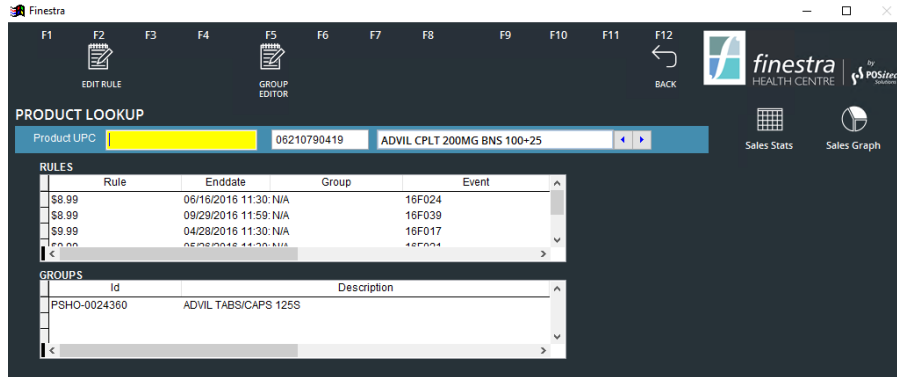 Finestra
F1 F2 F3 F4 F5 F6 F7 F8 F9 F10 F11 F12
EDIT RULE
GROUP
EDITOR
BACK
finestra
HEALTH CENTRE
by
POSitec
Solutions
PRODUCT LOOKUP
Product UPC 06210790419 ADVIL CPLT 200MG BNS 100+25
Sales Stats Sales Graph
RULES
Rule Enddate Group Event
$8.99 06/16/2016 11:30: N/A 16F024
$8.99 09/29/2016 11:59: N/A 16F039
$9.99 04/28/2016 11:30: N/A 16F017
GROUPS
Id Description
PSHO-0024360 ADVIL TABS/CAPS 125S